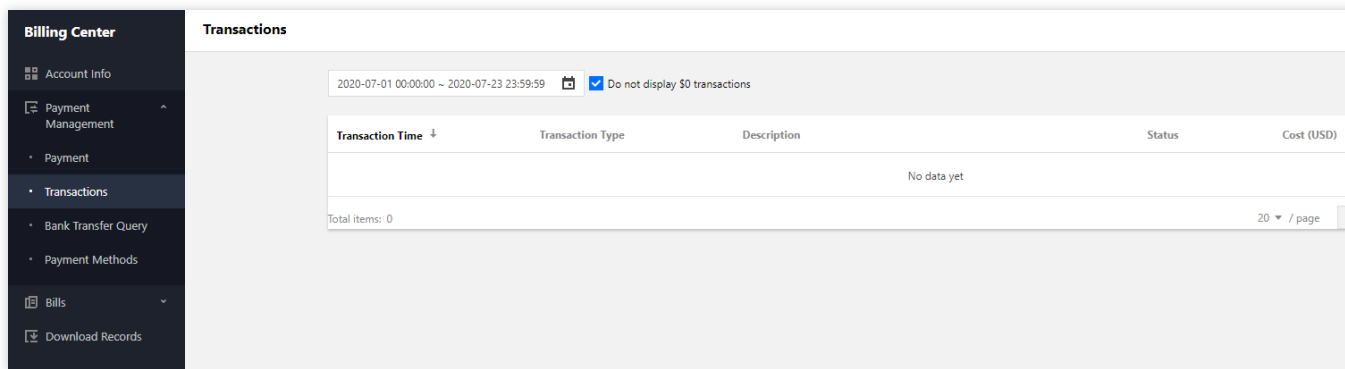 Billing Center
Transactions
Account Info
Payment
Management
Payment
Transactions
Bank Transfer Query
Payment Methods
Bills
Download Records
2020-07-01 00:00:00 ~ 2020-07-23 23:59:59
Do not display $0 transactions
Transaction Time Transaction Type Description Status Cost (USD)
No data yet
Total items: 0 20 / page